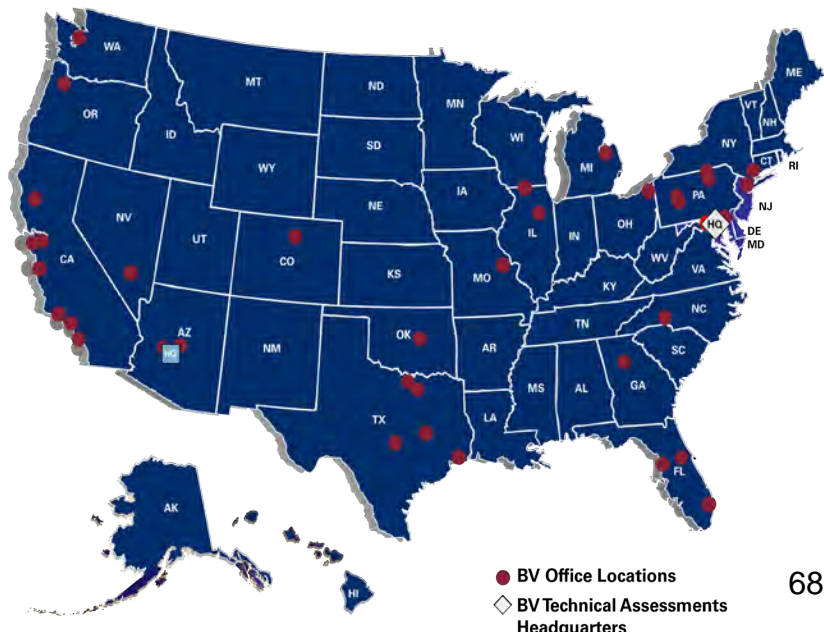 WA
MT
ND
MN
ME
VT
NH
OR
ID
WI
NY
SD
MI
CT
RI
WY
IA
PA
NJ
NV
NE
OH
HQ
UT
IL
IN
DE
MD
CO
WV
CA
KS
MO
VA
KY
NC
AZ
OK
TN
HQ
NM
AR
SC
MS
AL
GA
TX
LA
FL
AK
HI
BV Office Locations
68
BV Technical Assessments
Headquarters